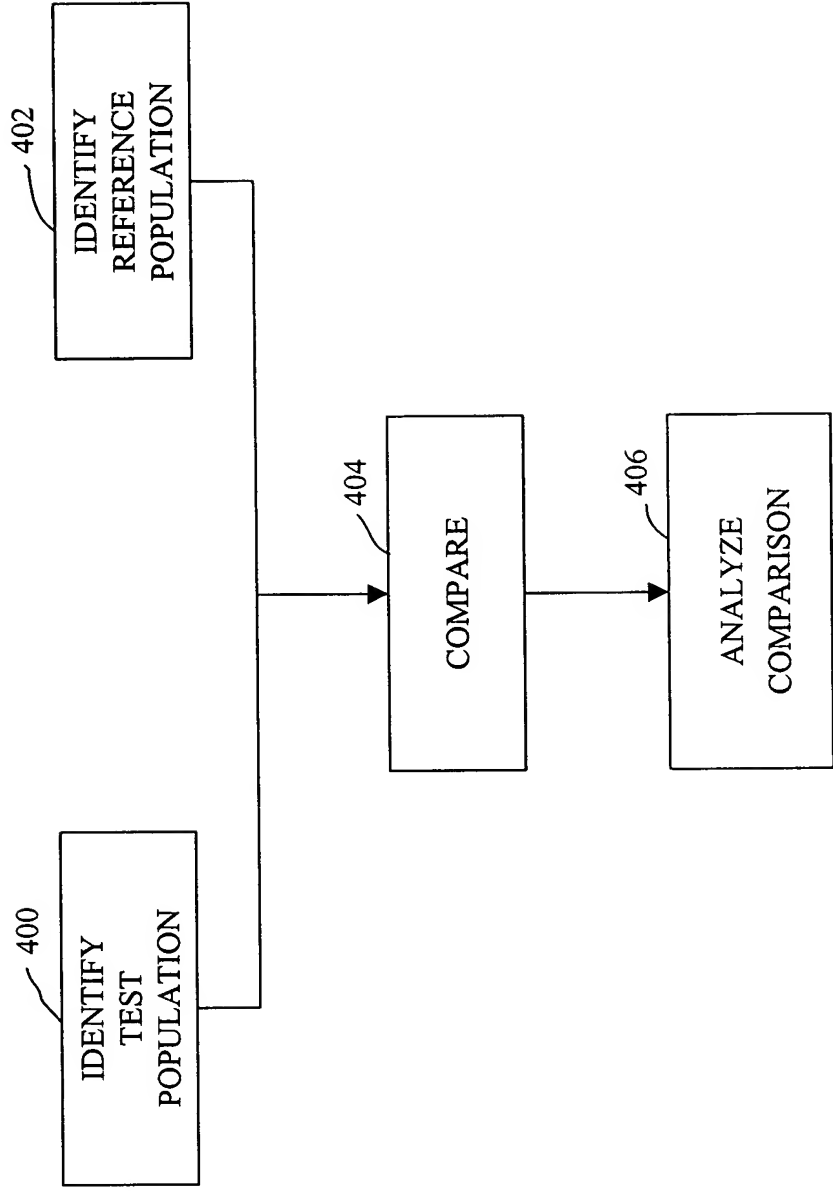 400
IDENTIFY
TEST
POPULATION
402
IDENTIFY
REFERENCE
POPULATION
404
COMPARE
406
ANALYZE
COMPARISON